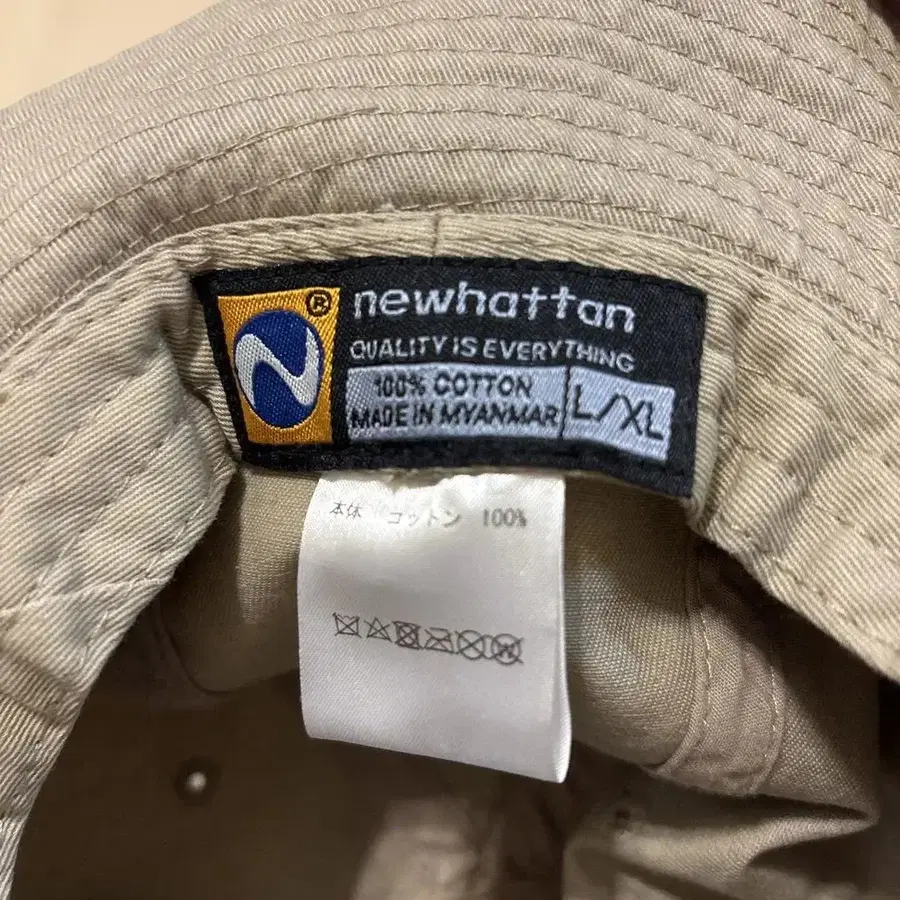 ®
newhattan
QUALITY IS EVERYTHING
100% COTTON
MADE IN MYANMAR
L/XL
本体 コットン 100%
W